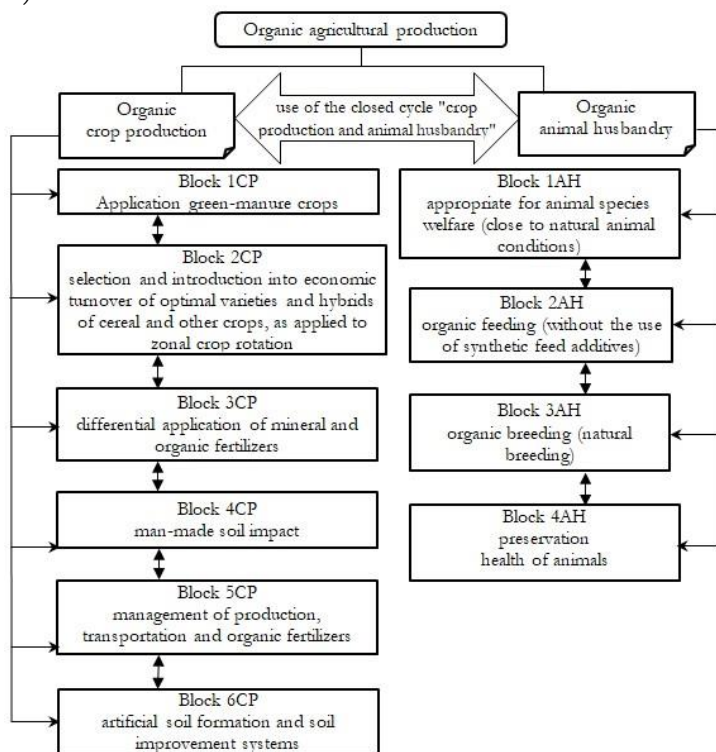 Organic agricultural production
Organic
crop production
use of the closed cycle "crop
production and animal husbandry"
Organic
animal husbandry
Block 1CP
Application green-manure crops
Block 2CP
selection and introduction into economic
turnover of optimal varieties and hybrids
of cereal and other crops, as applied to
zonal crop rotation
Block 3CP
differential application of mineral and
organic fertilizers
Block 4CP
man-made soil impact
Block 5CP
management of production,
transportation and organic fertilizers
Block 6CP
artificial soil formation and soil
improvement systems
Block 1AH
appropriate for animal species
welfare (close to natural animal
conditions)
Block 2AH
organic feeding (without the use
of synthetic feed additives)
Block 3AH
organic breeding (natural
breeding)
Block 4AH
preservation
health of animals